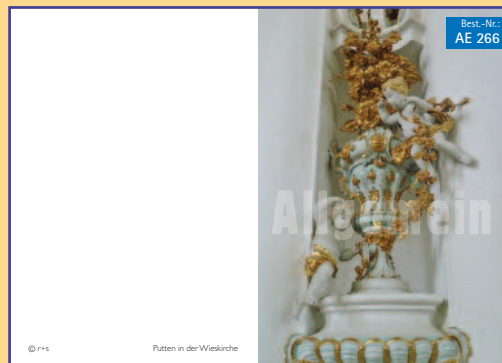 Best.-Nr.:
AE 266
Allgemein
© r+s
Putten in der Wieskirche